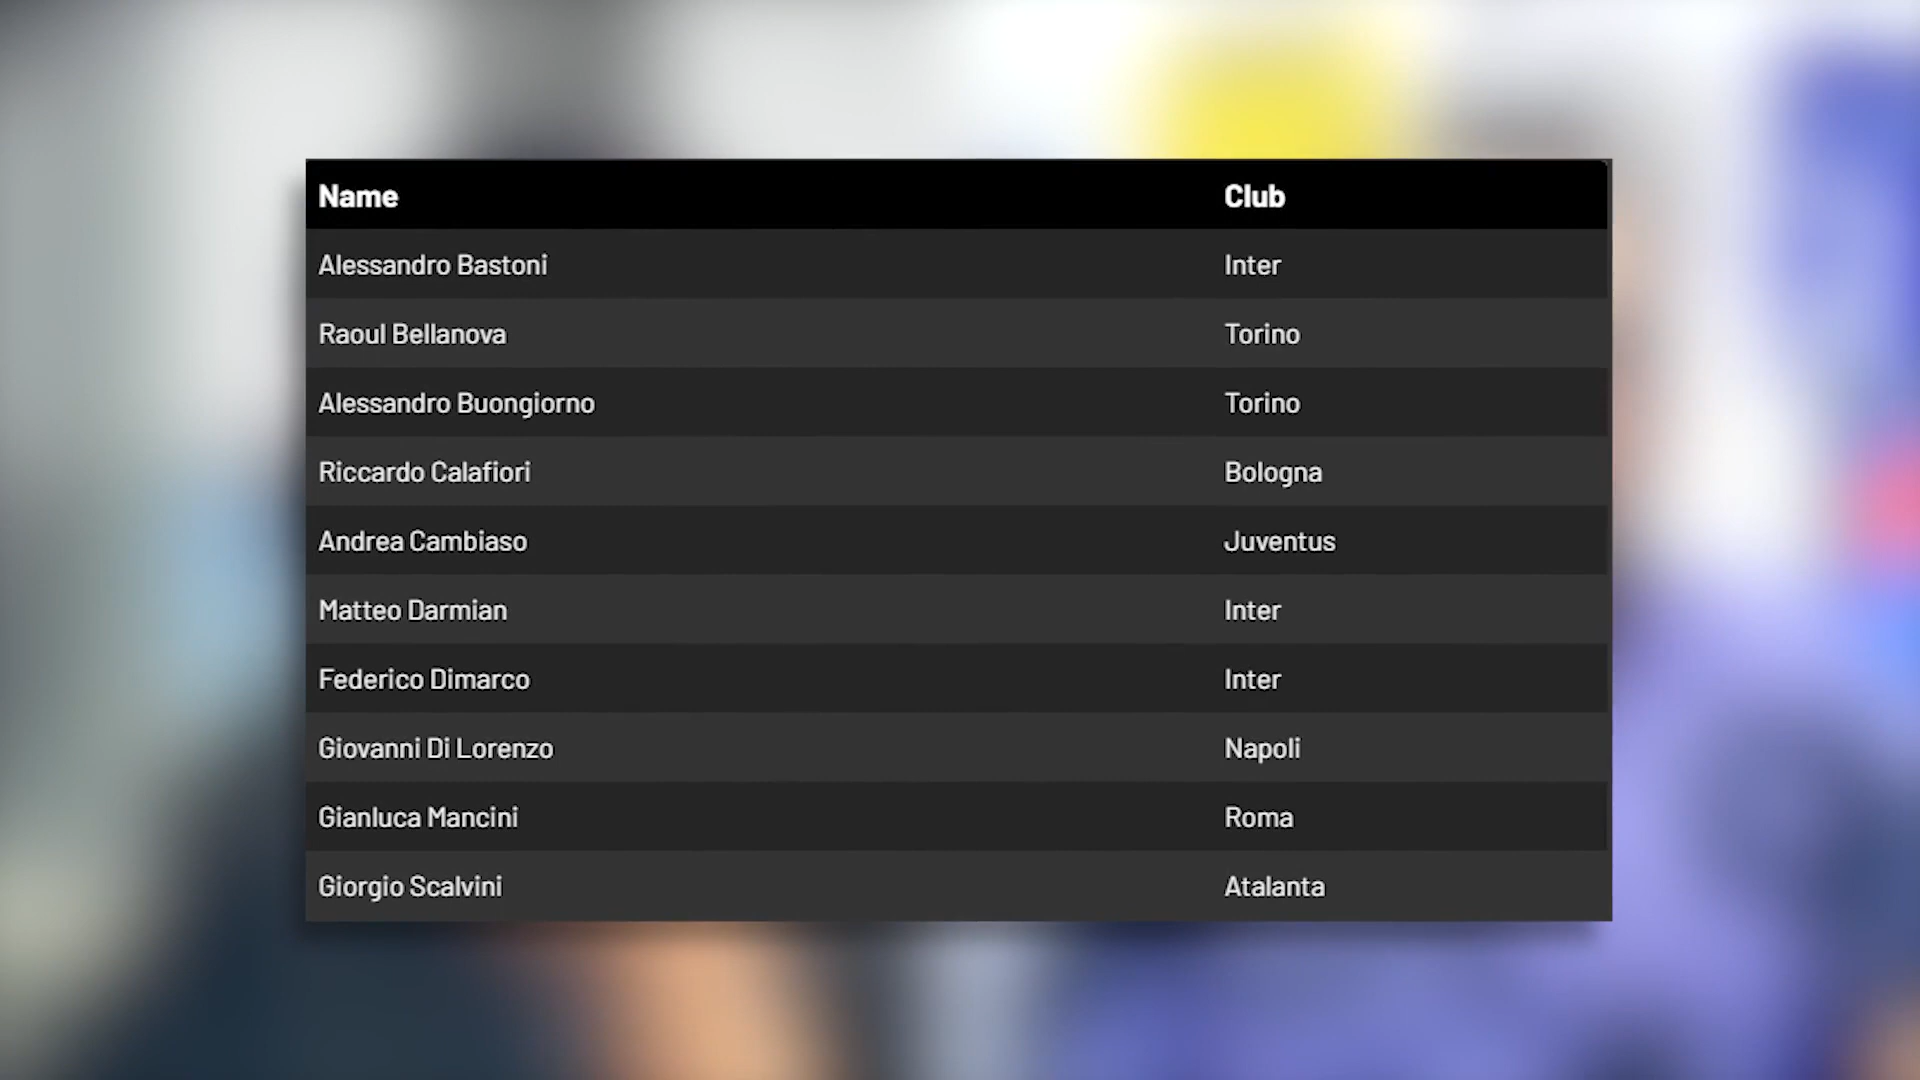 Name Club
Alessandro Bastoni Inter
Raoul Bellanova Torino
Alessandro Buongiorno Torino
Riccardo Calafiori Bologna
Andrea Cambiaso Juventus
Matteo Darmian Inter
Federico Dimarco Inter
Giovanni Di Lorenzo Napoli
Gianluca Mancini Roma
Giorgio Scalvini Atalanta